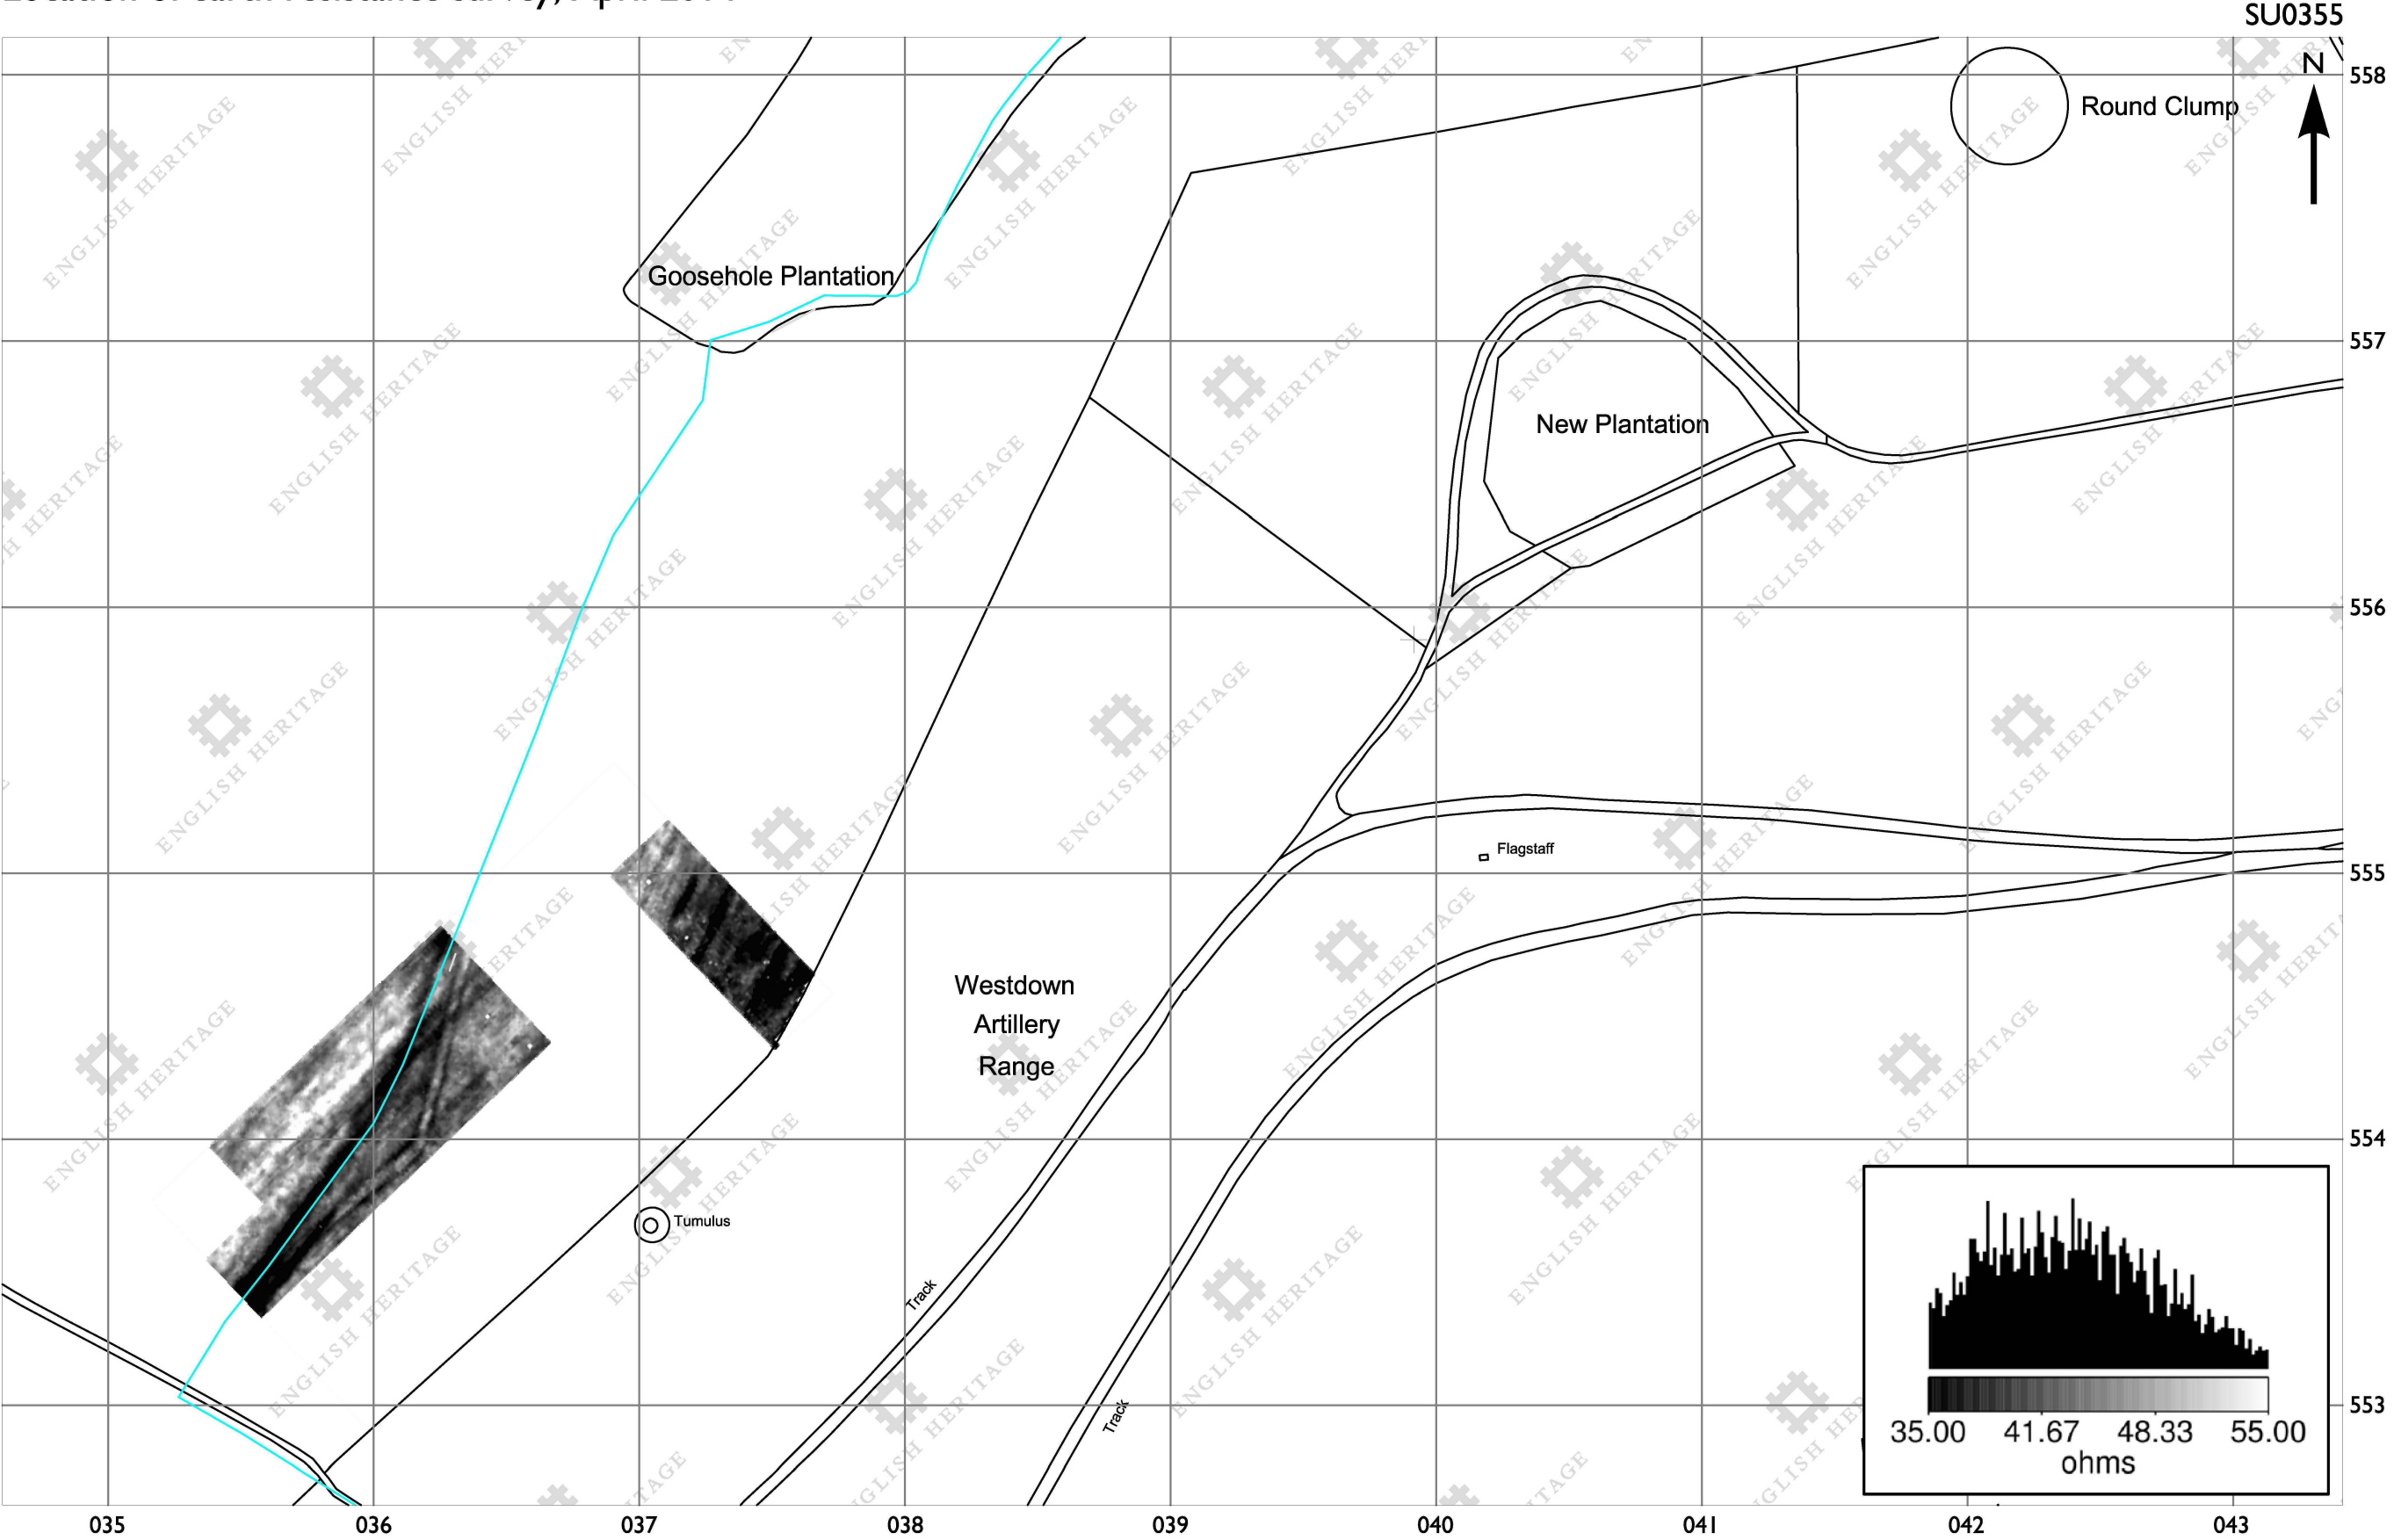 SU0355
N
558
Round Clump
Goosehole Plantation
557
New Plantation
556
Flagstaff
555
Westdown
Artillery
Range
554
Tumulus
Track
Track
553
35.00 41.67 48.33 55.00
ohms
035 036 037 038 039 040 041 042 043
ENGLISH HERITAGE